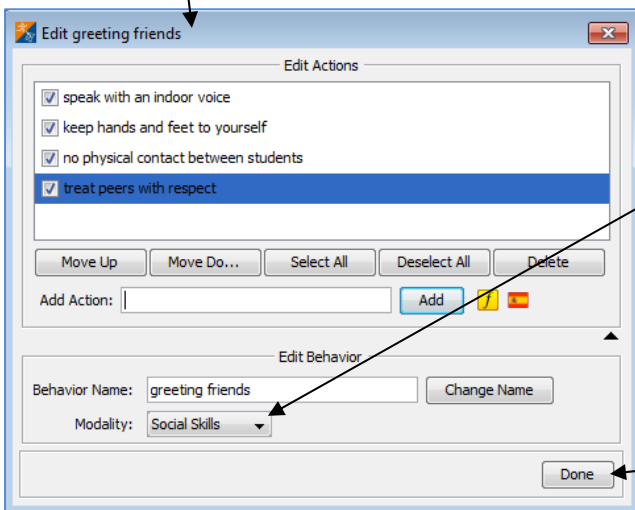 Edit greeting friends
Edit Actions
speak with an indoor voice
keep hands and feet to yourself
no physical contact between students
treat peers with respect
Move Up Move Do... Select All Deselect All Delete
Add Action: Add f
Edit Behavior
Behavior Name: greeting friends Change Name
Modality: Social Skills
Done